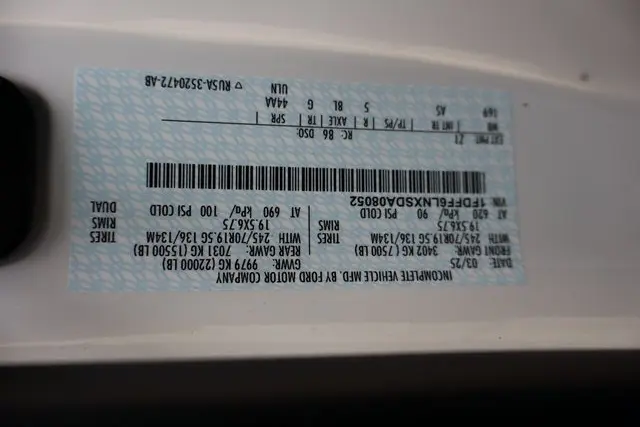 INCOMPLETE VEHICLE MFD. BY FORD MOTOR COMPANY
DATE: 03/25 GVWR: 9979 KG (22000 LB)
FRONT GAWR: 3402 KG (7500 LB) REAR GAWR: 7031 KG (15500 LB)
WITH 245/70R19.5G 136/134M TIRES WITH 245/70R19.5G 136/134M TIRES
19.5X6.75 RIMS 19.5X6.75 RIMS
AT 620 kPa/ 90 PSI COLD AT 690 kPa/ 100 PSI COLD DUAL
VIN: 1FDFF6LNXSDA08052
EXT PNT: Z1 RC: 86 DSO:
WB INT TR TP/PS R AXLE TR SPR
169 AS 5 BL G 44AA
ULN
▽ RUSA-3520472-AB